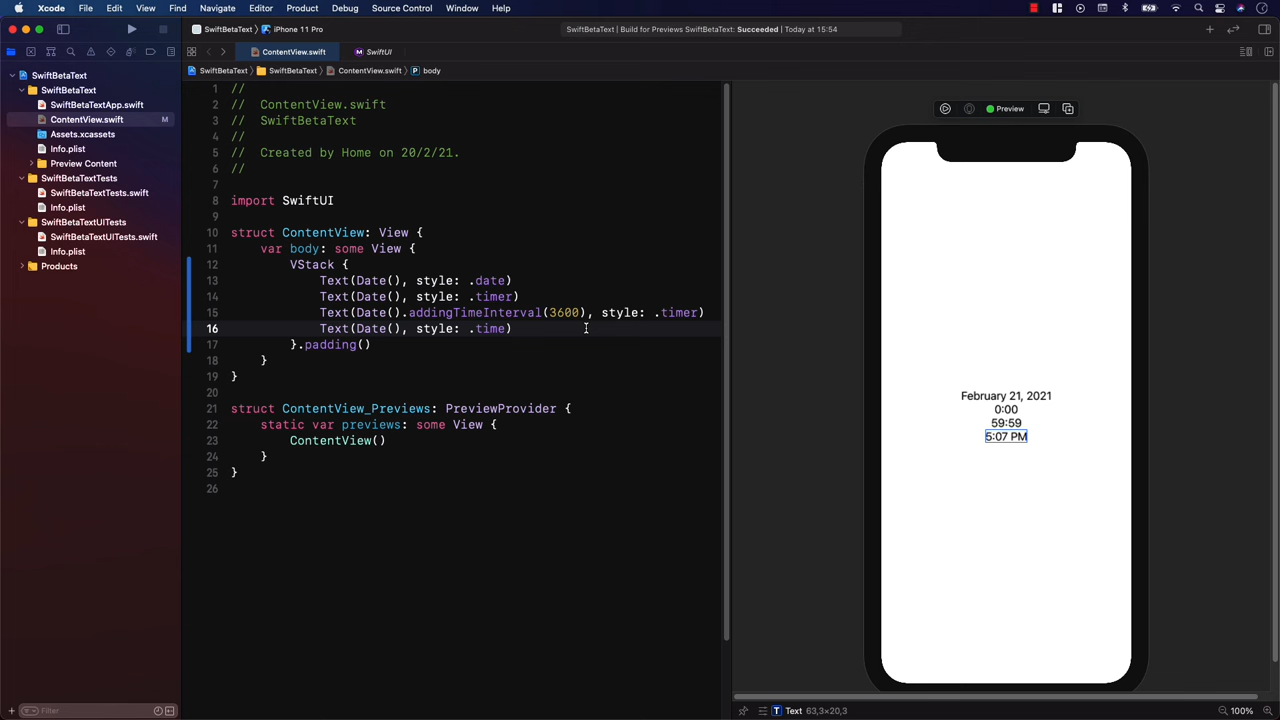 Xcode File Edit View Find Navigate Editor Product Debug Source Control Window Help
SwiftBetaText iPhone 11 Pro
SwiftBetaText | Build for Previews SwiftBetaText: Succeeded | Today at 15:54
ContentView.swift SwiftUI
SwiftBetaText SwiftBetaText ContentView.swift body
SwiftBetaText
SwiftBetaText
SwiftBetaTextApp.swift
ContentView.swift M
Assets.xcassets
Info.plist
Preview Content
SwiftBetaTextTests
SwiftBetaTextTests.swift
Info.plist
SwiftBetaTextUITests
SwiftBetaTextUITests.swift
Info.plist
Products
Filter
1 //
2 // ContentView.swift
3 // SwiftBetaText
4 //
5 // Created by Home on 20/2/21.
6 //
7
8 import SwiftUI
9
10 struct ContentView: View {
11 var body: some View {
12 VStack {
13 Text(Date(), style: .date)
14 Text(Date(), style: .timer)
15 Text(Date().addingTimeInterval(3600), style: .timer)
16 Text(Date(), style: .time)
17 }.padding()
18 }
19 }
20
21 struct ContentView_Previews: PreviewProvider {
22 static var previews: some View {
23 ContentView()
24 }
25 }
26
Preview
February 21, 2021
0:00
59:59
5:07 PM
T Text 63,3×20,3
100%